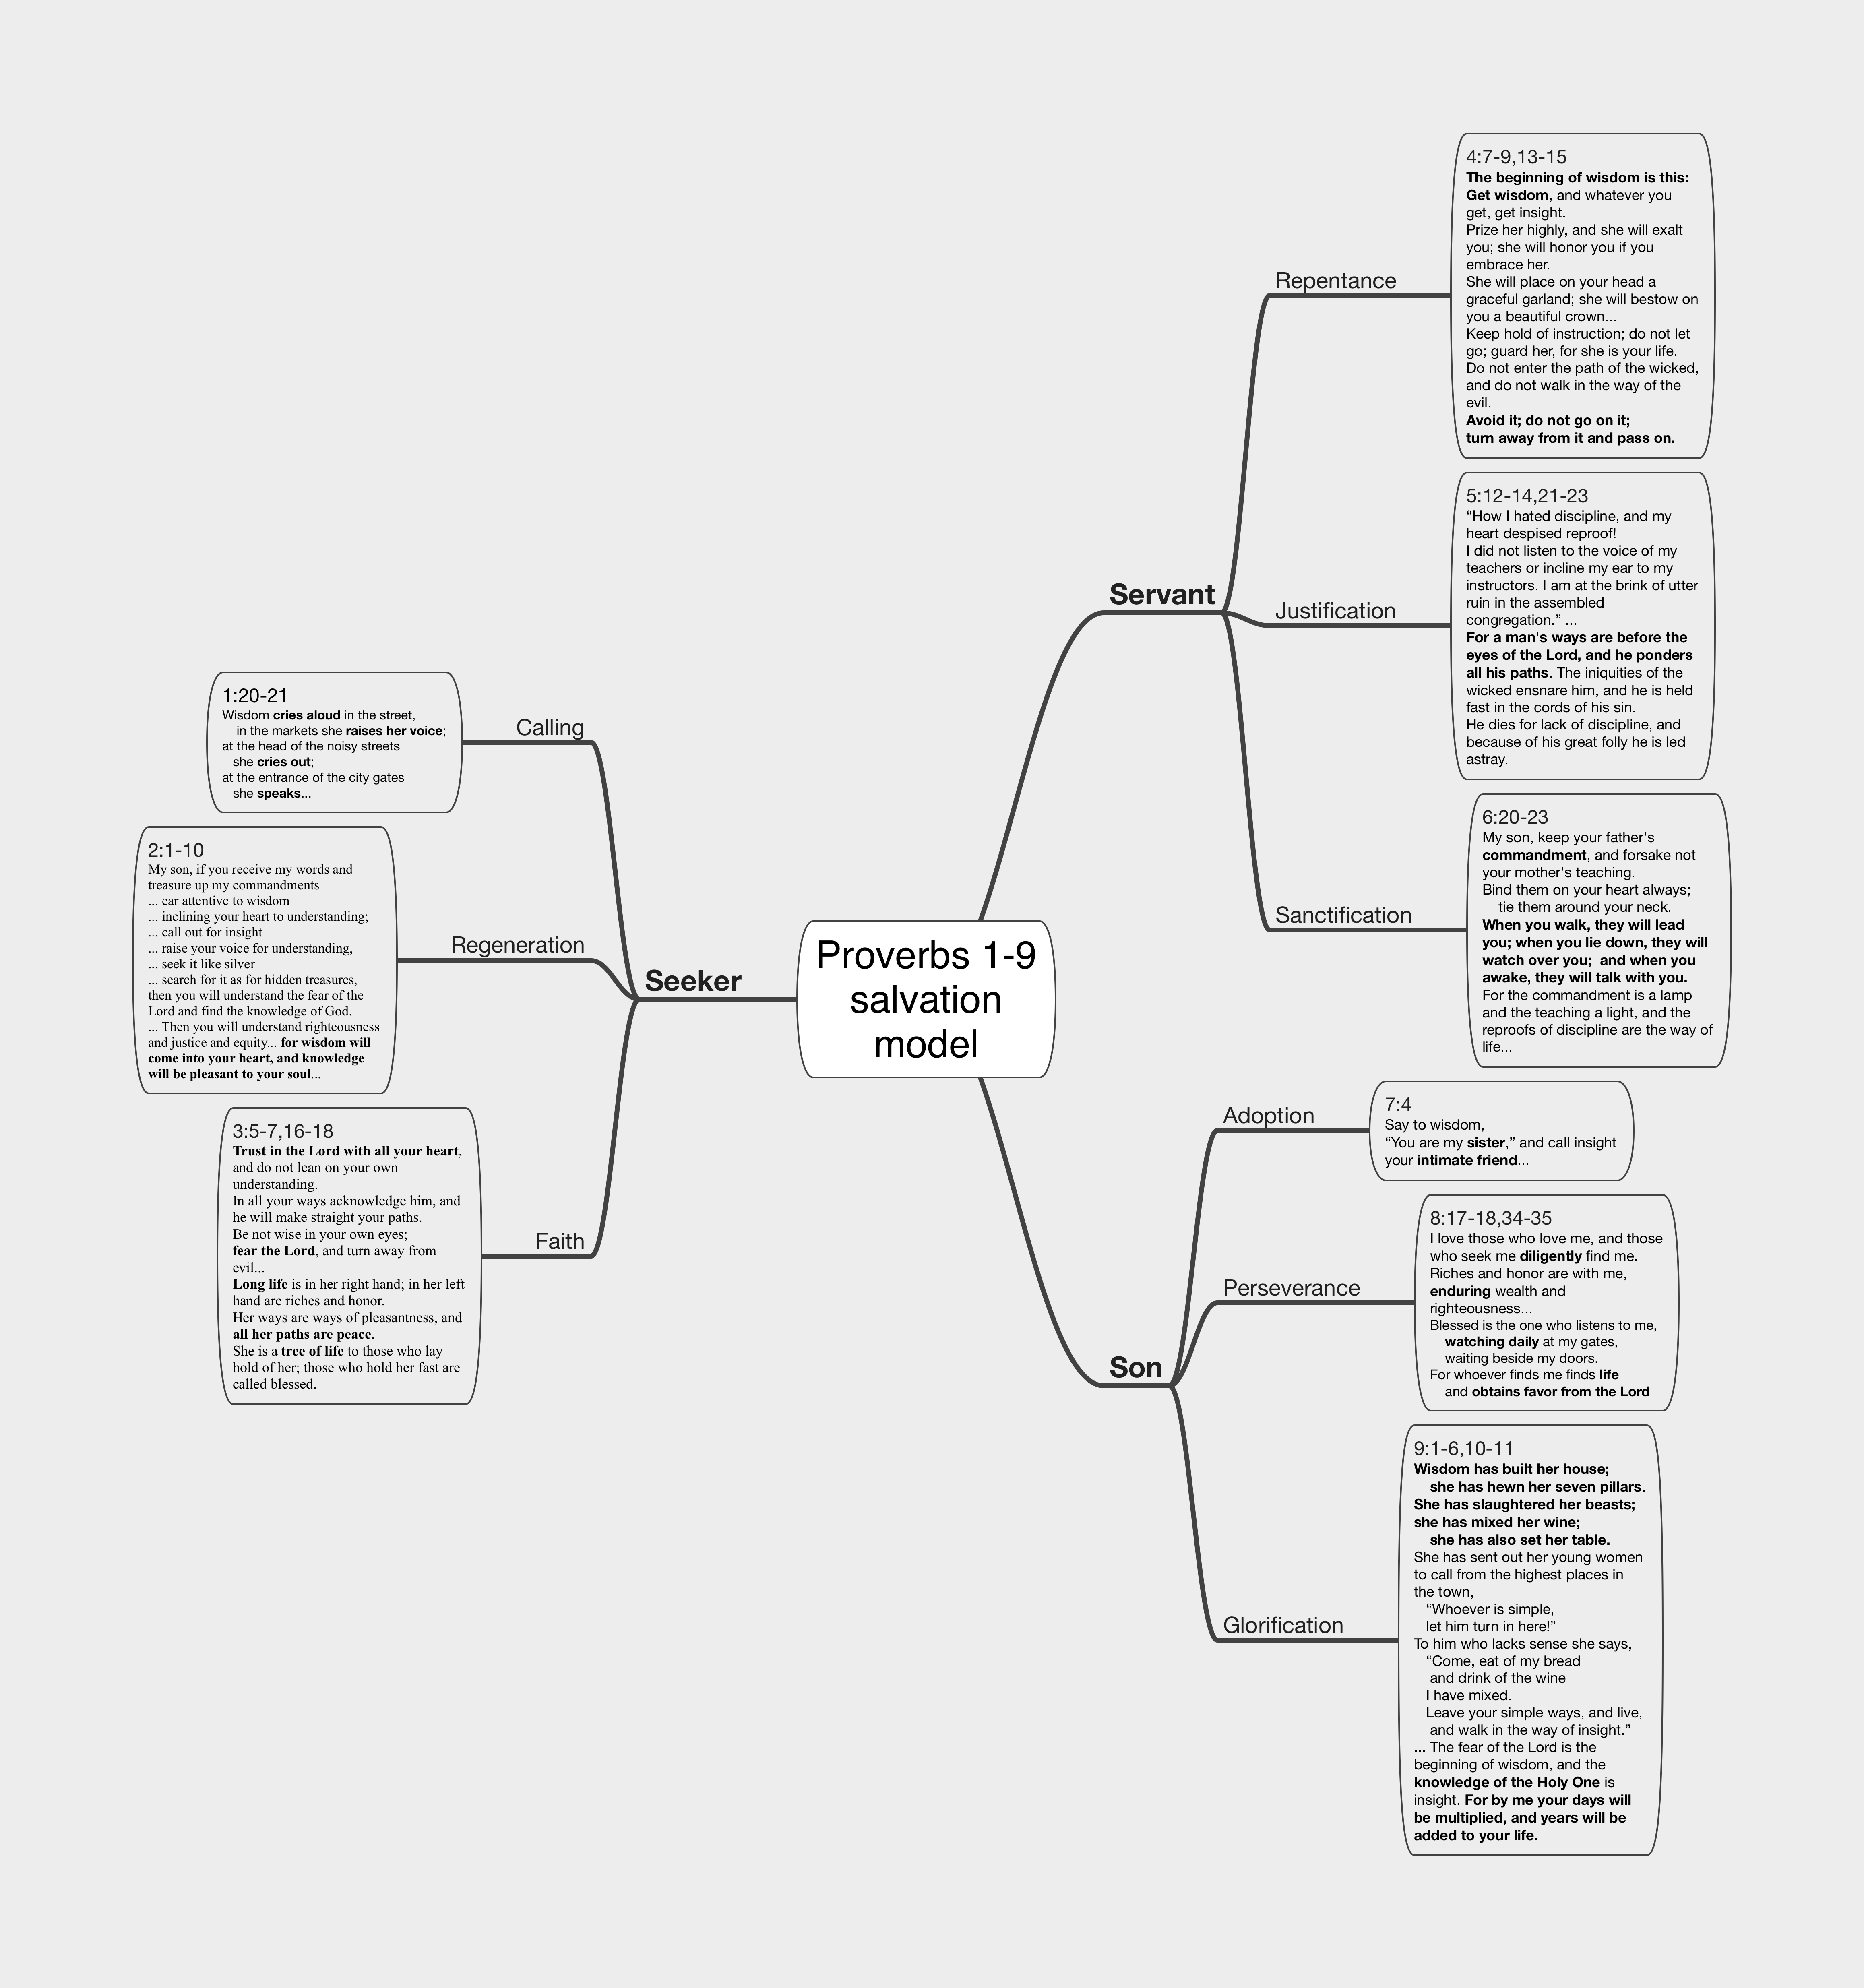 Proverbs 1-9
salvation
model
Seeker
Calling
1:20-21
Wisdom cries aloud in the street,
in the markets she raises her voice;
at the head of the noisy streets
she cries out;
at the entrance of the city gates
she speaks...
Regeneration
2:1-10
My son, if you receive my words and
treasure up my commandments
... ear attentive to wisdom
... inclining your heart to understanding;
... call out for insight
... raise your voice for understanding,
... seek it like silver
... search for it as for hidden treasures,
then you will understand the fear of the
Lord and find the knowledge of God.
... Then you will understand righteousness
and justice and equity... for wisdom will
come into your heart, and knowledge
will be pleasant to your soul...
Faith
3:5-7,16-18
Trust in the Lord with all your heart,
and do not lean on your own
understanding.
In all your ways acknowledge him, and
he will make straight your paths.
Be not wise in your own eyes;
fear the Lord, and turn away from
evil...
Long life is in her right hand; in her left
hand are riches and honor.
Her ways are ways of pleasantness, and
all her paths are peace.
She is a tree of life to those who lay
hold of her; those who hold her fast are
called blessed.
Servant
Repentance
4:7-9,13-15
The beginning of wisdom is this:
Get wisdom, and whatever you
get, get insight.
Prize her highly, and she will exalt
you; she will honor you if you
embrace her.
She will place on your head a
graceful garland; she will bestow on
you a beautiful crown...
Keep hold of instruction; do not let
go; guard her, for she is your life.
Do not enter the path of the wicked,
and do not walk in the way of the
evil.
Avoid it; do not go on it;
turn away from it and pass on.
Justification
5:12-14,21-23
“How I hated discipline, and my
heart despised reproof!
I did not listen to the voice of my
teachers or incline my ear to my
instructors. I am at the brink of utter
ruin in the assembled
congregation.” ...
For a man's ways are before the
eyes of the Lord, and he ponders
all his paths. The iniquities of the
wicked ensnare him, and he is held
fast in the cords of his sin.
He dies for lack of discipline, and
because of his great folly he is led
astray.
Sanctification
6:20-23
My son, keep your father's
commandment, and forsake not
your mother's teaching.
Bind them on your heart always;
tie them around your neck.
When you walk, they will lead
you; when you lie down, they will
watch over you;  and when you
awake, they will talk with you.
For the commandment is a lamp
and the teaching a light, and the
reproofs of discipline are the way of
life...
Son
Adoption
7:4
Say to wisdom,
“You are my sister,” and call insight
your intimate friend...
Perseverance
8:17-18,34-35
I love those who love me, and those
who seek me diligently find me.
Riches and honor are with me,
enduring wealth and
righteousness...
Blessed is the one who listens to me,
watching daily at my gates,
waiting beside my doors.
For whoever finds me finds life
and obtains favor from the Lord
Glorification
9:1-6,10-11
Wisdom has built her house;
she has hewn her seven pillars.
She has slaughtered her beasts;
she has mixed her wine;
she has also set her table.
She has sent out her young women
to call from the highest places in
the town,
“Whoever is simple,
let him turn in here!”
To him who lacks sense she says,
“Come, eat of my bread
and drink of the wine
I have mixed.
Leave your simple ways, and live,
and walk in the way of insight.”
... The fear of the Lord is the
beginning of wisdom, and the
knowledge of the Holy One is
insight. For by me your days will
be multiplied, and years will be
added to your life.